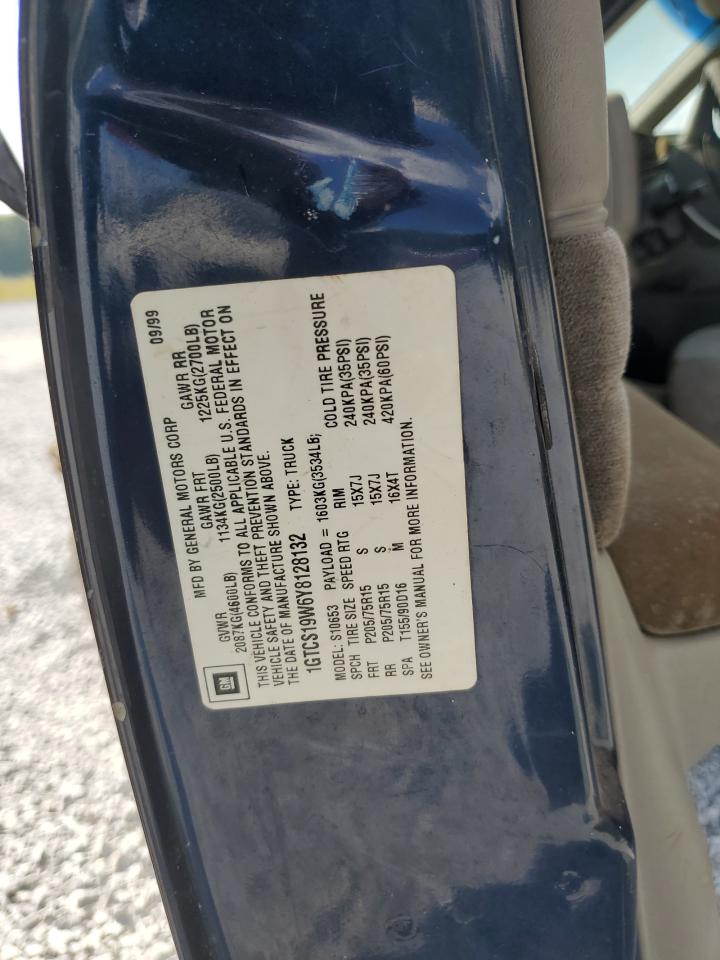 MFD BY GENERAL MOTORS CORP 09/99
GVWR GAWR FRT GAWR RR
2087KG(4600LB) 1134KG(2500LB) 1225KG(2700LB)
THIS VEHICLE CONFORMS TO ALL APPLICABLE U.S. FEDERAL MOTOR
VEHICLE SAFETY AND THEFT PREVENTION STANDARDS IN EFFECT ON
THE DATE OF MANUFACTURE SHOWN ABOVE.
1GTCS19W6Y8128132 TYPE: TRUCK
MODEL: S10653 PAYLOAD = 1603KG(3534LB;
SPCH TIRE SIZE SPEED RTG RIM COLD TIRE PRESSURE
FRT P205/75R15 S 15X7J 240KPA(35PSI)
RR P205/75R15 S 15X7J 240KPA(35PSI)
SPA T155/90D16 M 16X4T 420KPA(60PSI)
SEE OWNER'S MANUAL FOR MORE INFORMATION.
GM